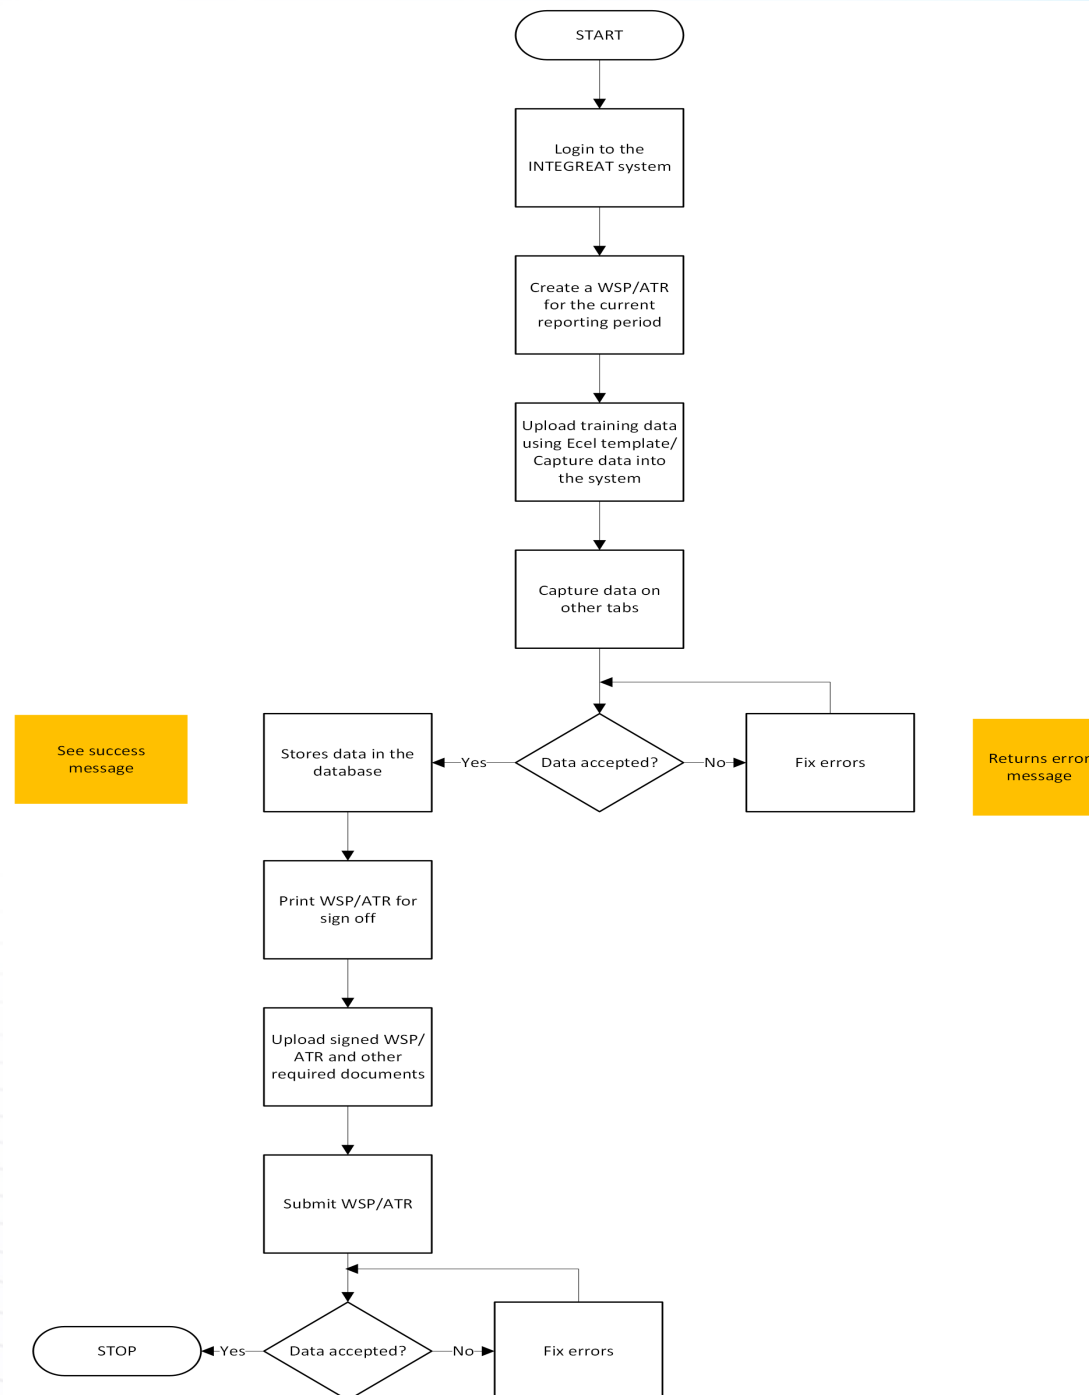 START
Login to the
INTEGREAT system
Create a WSP/ATR
for the current
reporting period
Upload training data
using Ecel template/
Capture data into
the system
Capture data on
other tabs
See success
message
Stores data in the
database
Yes
Data accepted?
No
Fix errors
Returns error
message
Print WSP/ATR for
sign off
Upload signed WSP/
ATR and other
required documents
Submit WSP/ATR
STOP
Yes
Data accepted?
No
Fix errors